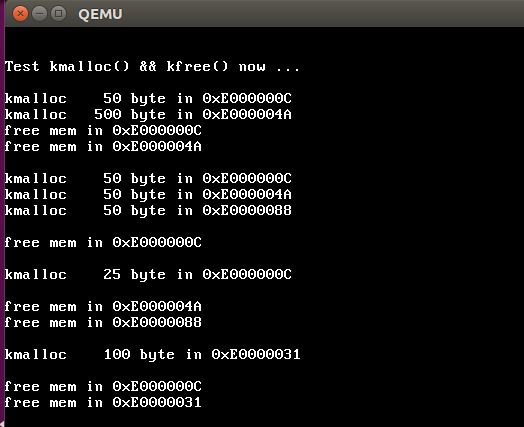 QEMU
Test kmalloc() && kfree() now ...
kmalloc    50 byte in 0xE000000C
kmalloc   500 byte in 0xE000004A
free mem in 0xE000000C
free mem in 0xE000004A
kmalloc    50 byte in 0xE000000C
kmalloc    50 byte in 0xE000004A
kmalloc    50 byte in 0xE0000088
free mem in 0xE000000C
kmalloc    25 byte in 0xE000000C
free mem in 0xE000004A
free mem in 0xE0000088
kmalloc    100 byte in 0xE0000031
free mem in 0xE000000C
free mem in 0xE0000031